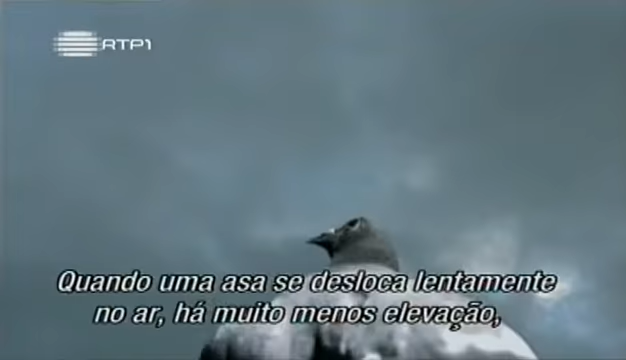 RTP1
Quando uma asa se desloca lentamente
no ar, há muito menos elevação,